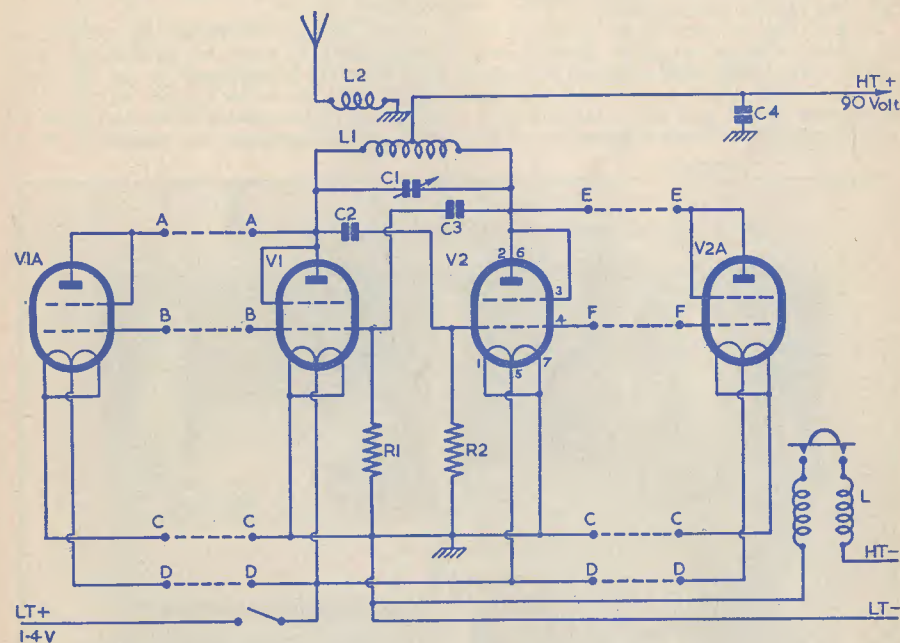 L2
HT+
90 Volt
C4
L1
C1
E E
A A
C2
C3
V1A
V1
V2
2 6
V2A
3
B B
4
F F
1
5
7
R1
R2
L
C C
C C
HT-
D D
D D
LT+
LT-
1·4V